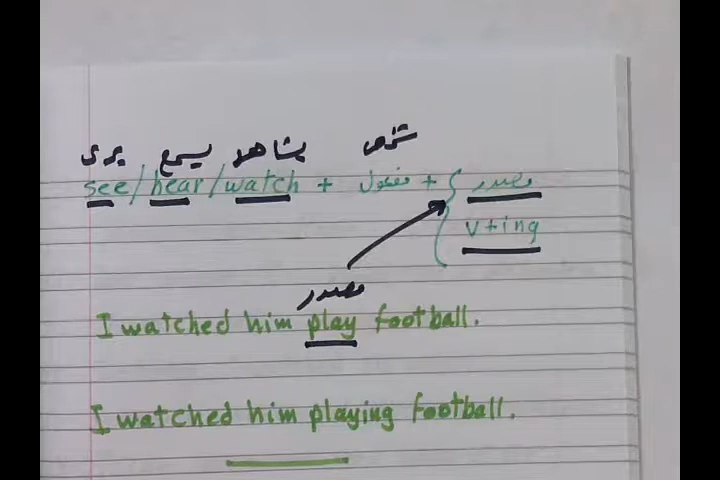 يرى يسمع يشاهد شخص
see/hear/watch + مفعول + { مصدر
v+ing
مصدر
I watched him play football.
I watched him playing football.